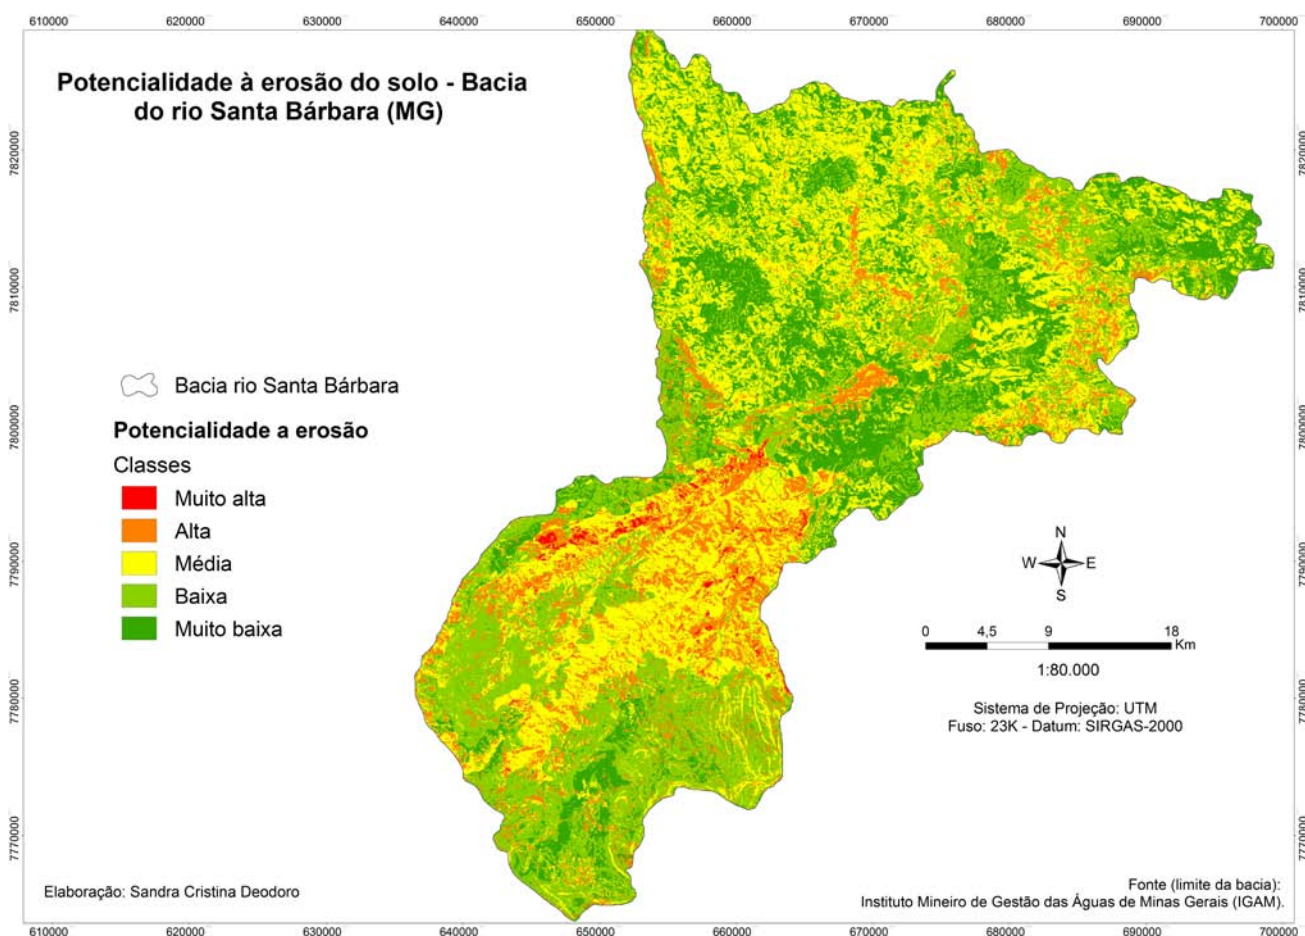 610000 620000 630000 640000 650000 660000 670000 680000 690000 700000
Potencialidade à erosão do solo - Bacia
do rio Santa Bárbara (MG)
7820000 7820000
7810000 7810000
Bacia rio Santa Bárbara
7800000 7800000
Potencialidade a erosão
Classes
Muito alta
Alta
Média
Baixa
Muito baixa
7790000 7790000
N
W E
S
0 4,5 9 18
Km
1:80.000
7780000 7780000
Sistema de Projeção: UTM
Fuso: 23K - Datum: SIRGAS-2000
7770000 7770000
Elaboração: Sandra Cristina Deodoro
Fonte (limite da bacia):
Instituto Mineiro de Gestão das Águas de Minas Gerais (IGAM).
610000 620000 630000 640000 650000 660000 670000 680000 690000 700000